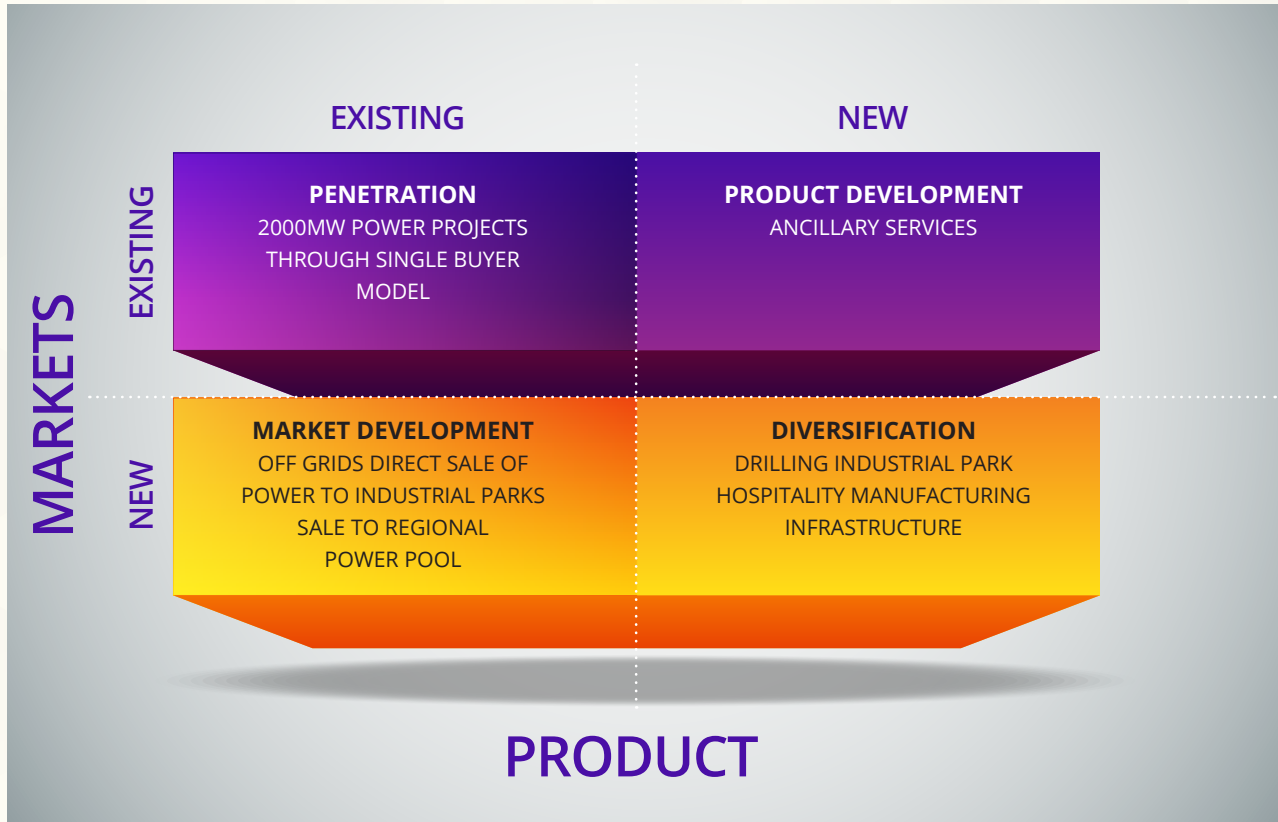 EXISTING
NEW
MARKETS
EXISTING
PENETRATION
2000MW POWER PROJECTS
THROUGH SINGLE BUYER
MODEL
PRODUCT DEVELOPMENT
ANCILLARY SERVICES
NEW
MARKET DEVELOPMENT
OFF GRIDS DIRECT SALE OF
POWER TO INDUSTRIAL PARKS
SALE TO REGIONAL
POWER POOL
DIVERSIFICATION
DRILLING INDUSTRIAL PARK
HOSPITALITY MANUFACTURING
INFRASTRUCTURE
PRODUCT